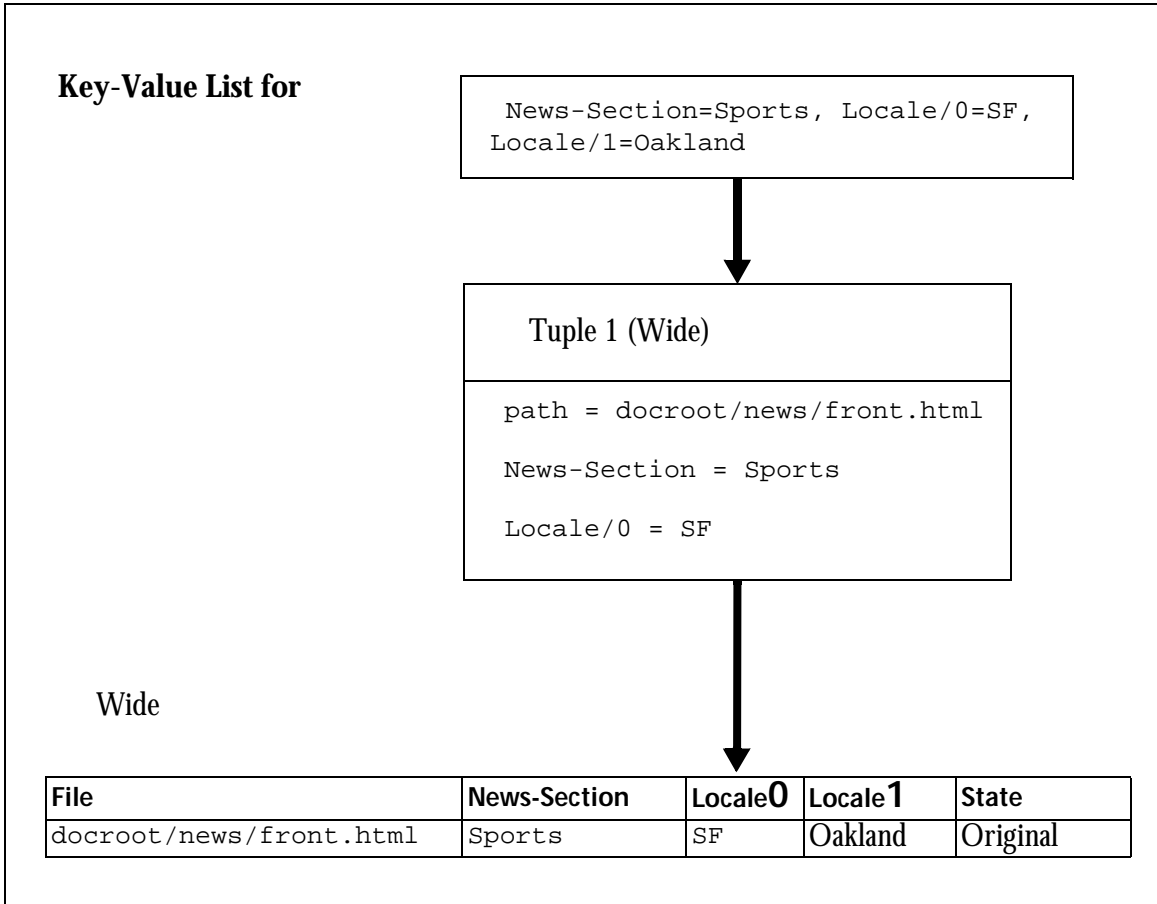 Key-Value List for
News-Section=Sports, Locale/0=SF,
Locale/1=Oakland
Tuple 1 (Wide)
path = docroot/news/front.html
News-Section = Sports
Locale/0 = SF
Wide
File News-Section Locale0 Locale1 State
docroot/news/front.html Sports SF Oakland Original